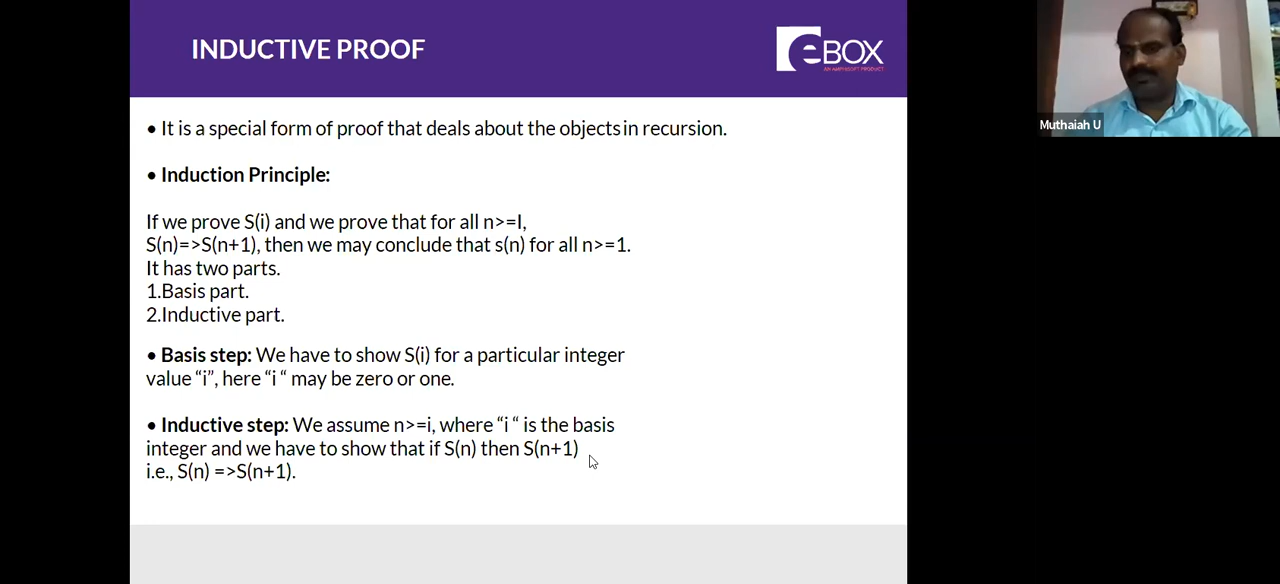 INDUCTIVE PROOF
eBOX
AN AMPHISOFT PRODUCT
Muthaiah U
• It is a special form of proof that deals about the objects in recursion.
• Induction Principle:
If we prove S(i) and we prove that for all n>=I,
S(n)=>S(n+1), then we may conclude that s(n) for all n>=1.
It has two parts.
1.Basis part.
2.Inductive part.
• Basis step: We have to show S(i) for a particular integer
value “i”, here “i “ may be zero or one.
• Inductive step: We assume n>=i, where “i “ is the basis
integer and we have to show that if S(n) then S(n+1)
i.e., S(n) =>S(n+1).